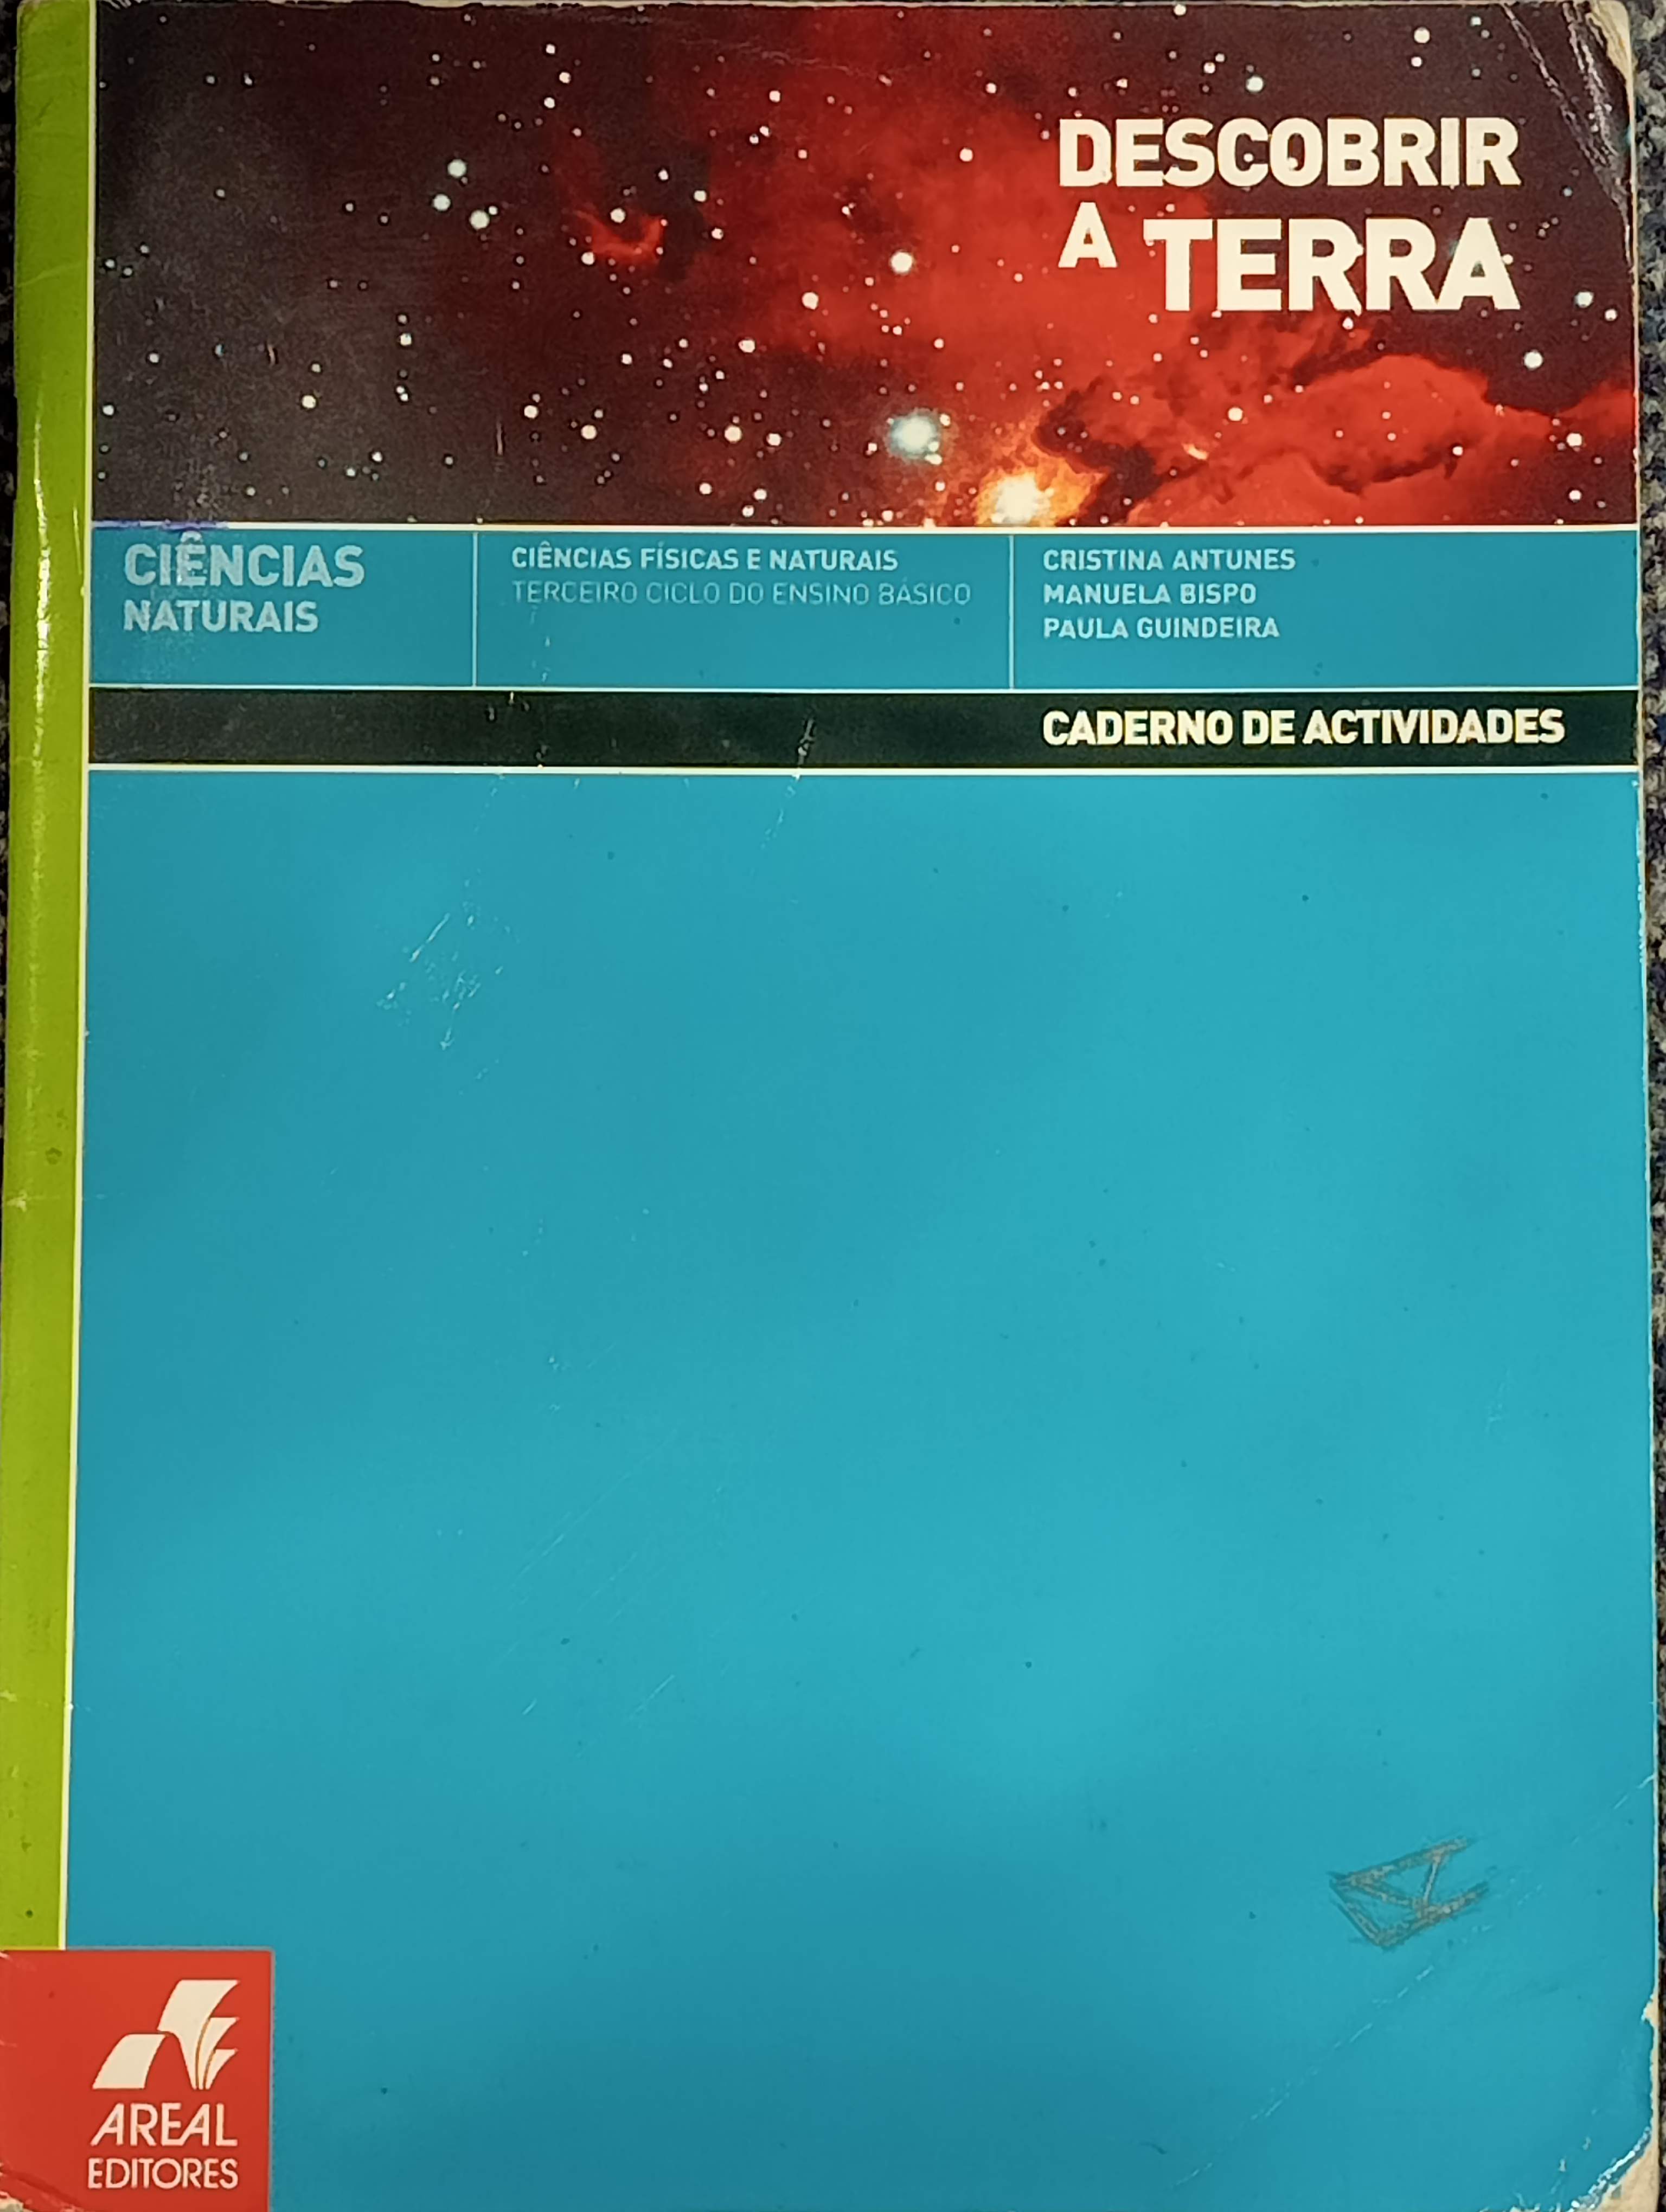 DESCOBRIR
A TERRA
CIÊNCIAS
NATURAIS
CIÊNCIAS FÍSICAS E NATURAIS
TERCEIRO CICLO DO ENSINO BÁSICO
CRISTINA ANTUNES
MANUELA BISPO
PAULA GUINDEIRA
CADERNO DE ACTIVIDADES
AREAL
EDITORES